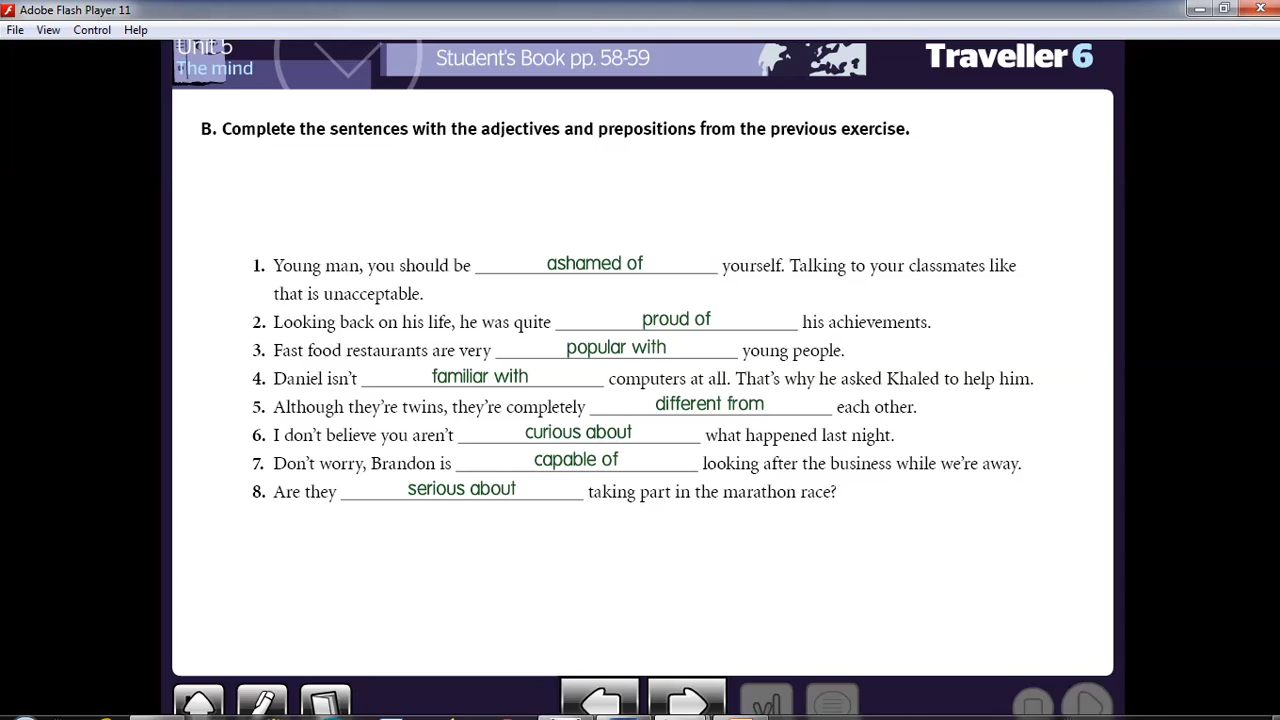 Adobe Flash Player 11
File View Control Help
Unit 5
The mind
Student's Book pp. 58-59
Traveller 6
B. Complete the sentences with the adjectives and prepositions from the previous exercise.
1. Young man, you should be ashamed of yourself. Talking to your classmates like
that is unacceptable.
2. Looking back on his life, he was quite proud of his achievements.
3. Fast food restaurants are very popular with young people.
4. Daniel isn't familiar with computers at all. That's why he asked Khaled to help him.
5. Although they're twins, they're completely different from each other.
6. I don't believe you aren't curious about what happened last night.
7. Don't worry, Brandon is capable of looking after the business while we're away.
8. Are they serious about taking part in the marathon race?